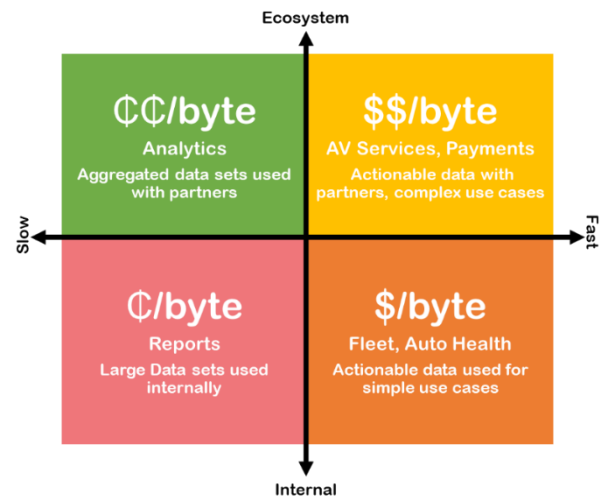 Ecosystem
₵₵/byte
Analytics
Aggregated data sets used
with partners
$$/byte
AV Services, Payments
Actionable data with
partners, complex use cases
Slow
Fast
₵/byte
Reports
Large Data sets used
internally
$/byte
Fleet, Auto Health
Actionable data used for
simple use cases
Internal